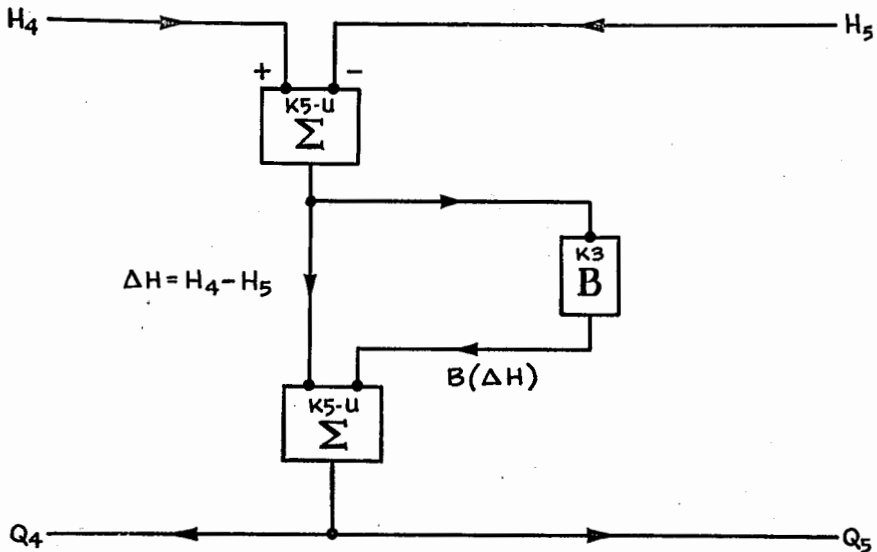 H₄ H₅
+ −
K5-U
Σ
K3
B
ΔH = H₄ − H₅
B(ΔH)
K5-U
Σ
Q₄ Q₅